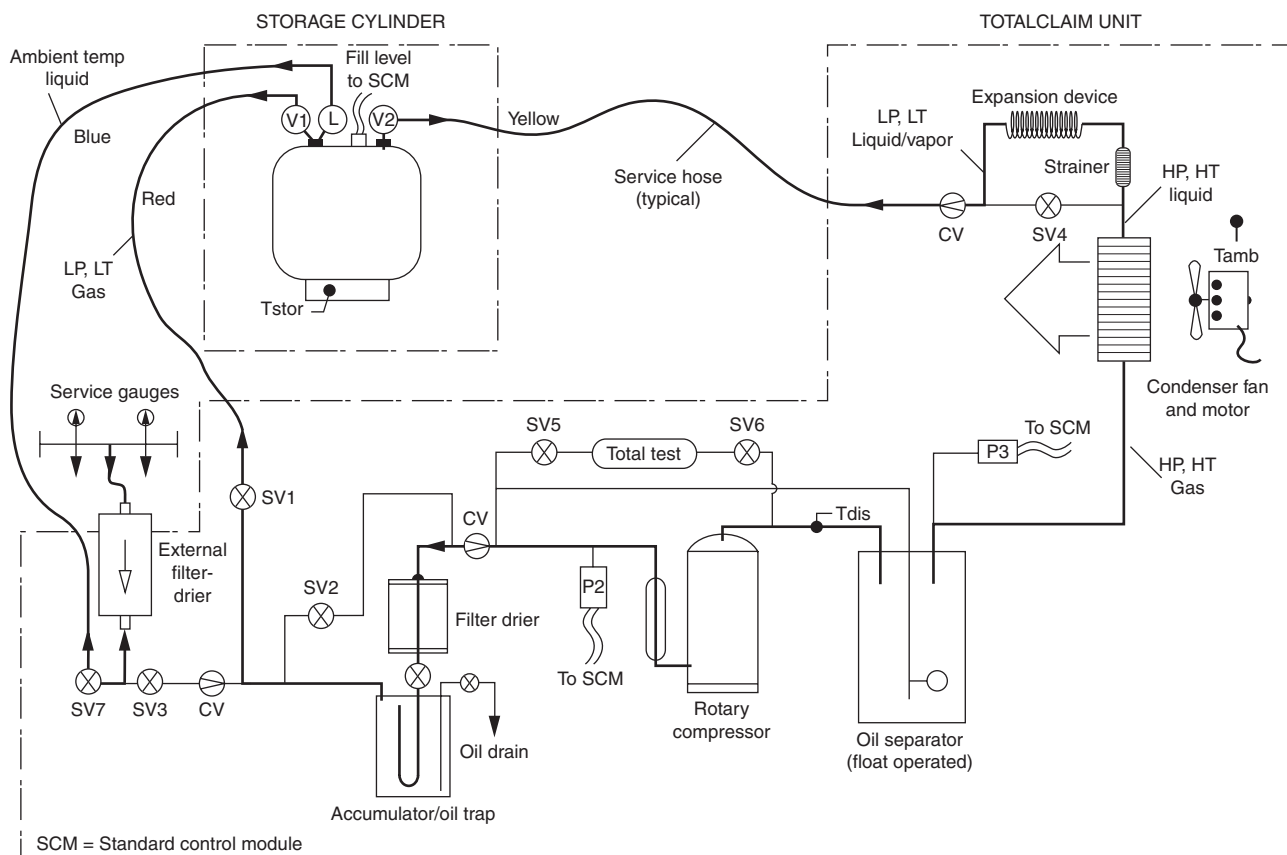 STORAGE CYLINDER
TOTALCLAIM UNIT
Ambient temp
liquid
Fill level
to SCM
V1
L
V2
Yellow
Blue
Red
LP, LT
Gas
Tstor
Service hose
(typical)
LP, LT
Liquid/vapor
Expansion device
Strainer
HP, HT
liquid
CV
SV4
Tamb
Condenser fan
and motor
Service gauges
SV1
External
filter-
drier
SV7
SV3
CV
SV2
SV5
Total test
SV6
CV
P2
To SCM
Filter drier
Oil drain
Accumulator/oil trap
Rotary
compressor
Tdis
P3
To SCM
HP, HT
Gas
Oil separator
(float operated)
SCM = Standard control module